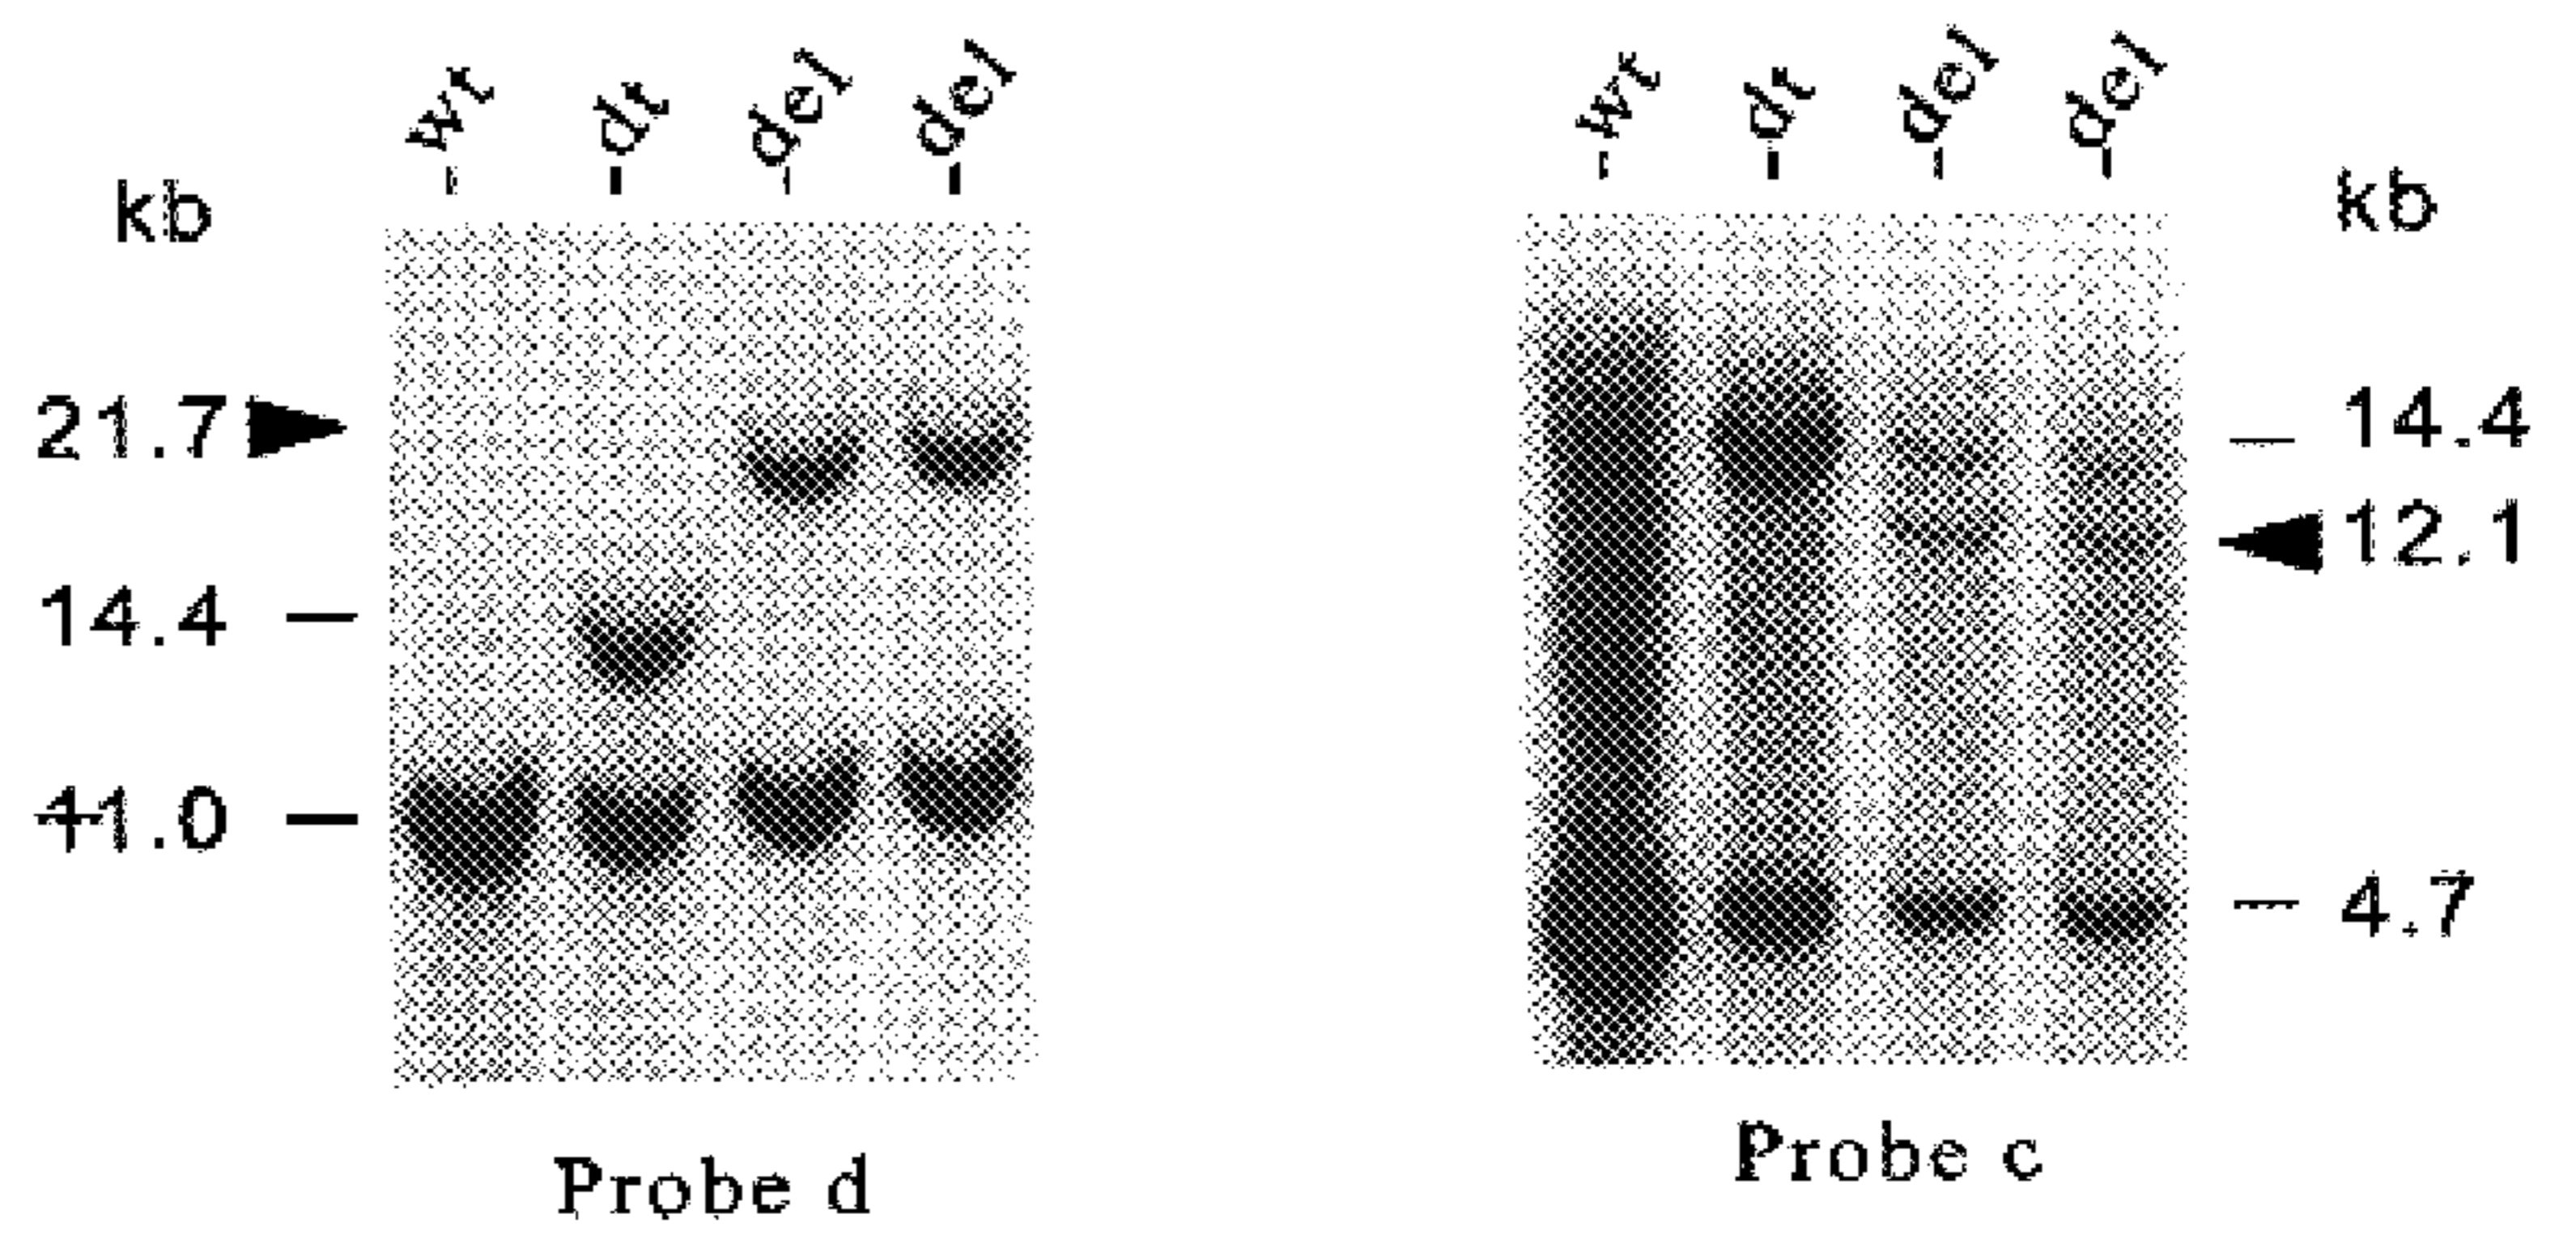 wt dt del del
kb
21.7
14.4
11.0
Probe d
wt dt del del
kb
14.4
12.1
4.7
Probe c